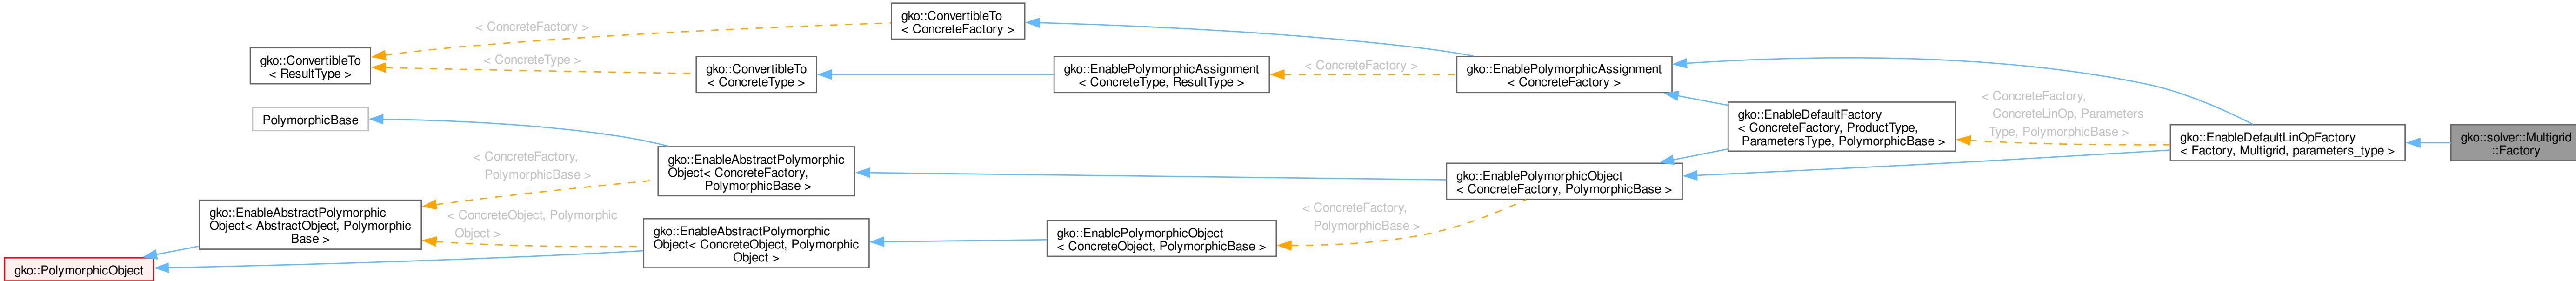 gko::ConvertibleTo
< ConcreteFactory >
< ConcreteFactory >
gko::ConvertibleTo
< ResultType >
< ConcreteType >
gko::ConvertibleTo
< ConcreteType >
gko::EnablePolymorphicAssignment
< ConcreteType, ResultType >
< ConcreteFactory >
gko::EnablePolymorphicAssignment
< ConcreteFactory >
PolymorphicBase
gko::EnableDefaultFactory
< ConcreteFactory, ProductType,
ParametersType, PolymorphicBase >
< ConcreteFactory,
ConcreteLinOp, Parameters
Type, PolymorphicBase >
gko::EnableDefaultLinOpFactory
< Factory, Multigrid, parameters_type >
gko::solver::Multigrid
::Factory
< ConcreteFactory,
PolymorphicBase >
gko::EnableAbstractPolymorphic
Object< ConcreteFactory,
PolymorphicBase >
gko::EnablePolymorphicObject
< ConcreteFactory, PolymorphicBase >
gko::EnableAbstractPolymorphic
Object< AbstractObject, Polymorphic
Base >
< ConcreteObject, Polymorphic
Object >
gko::EnableAbstractPolymorphic
Object< ConcreteObject, Polymorphic
Object >
gko::EnablePolymorphicObject
< ConcreteObject, PolymorphicBase >
< ConcreteFactory,
PolymorphicBase >
gko::PolymorphicObject